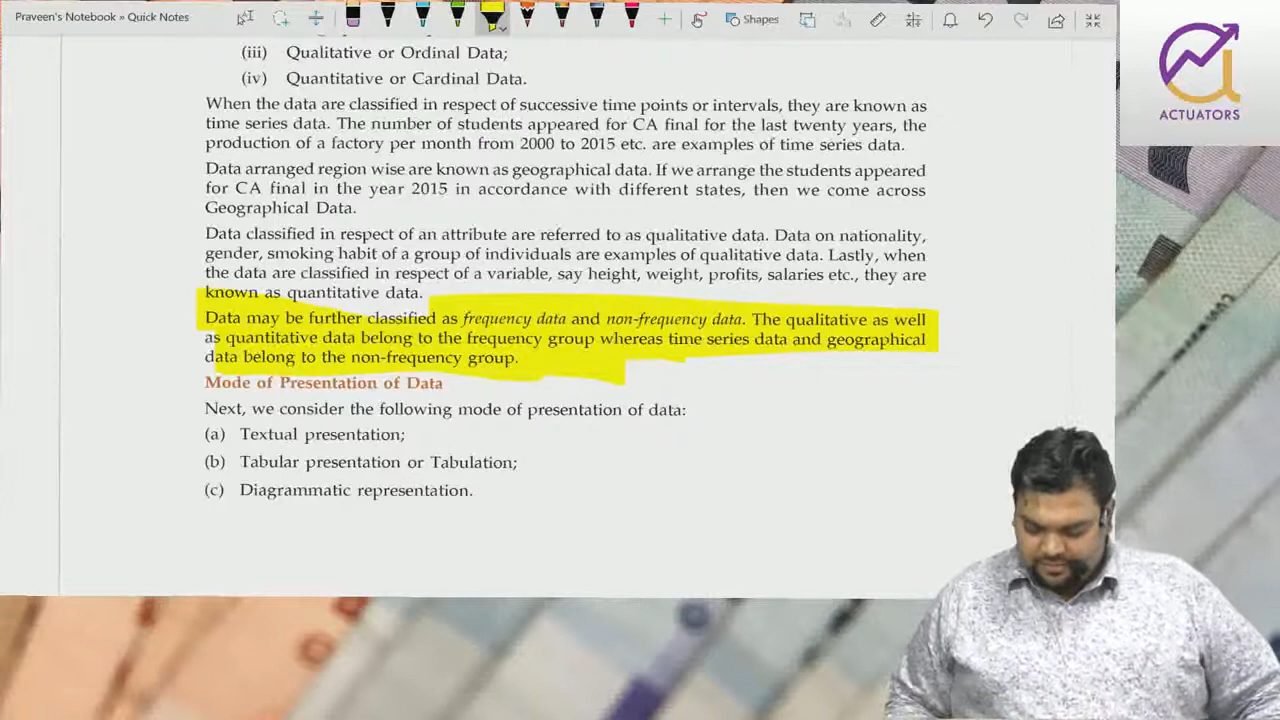 Praveen's Notebook » Quick Notes
Shapes
ACTUATORS
(iii) Qualitative or Ordinal Data;
(iv) Quantitative or Cardinal Data.
When the data are classified in respect of successive time points or intervals, they are known as
time series data. The number of students appeared for CA final for the last twenty years, the
production of a factory per month from 2000 to 2015 etc. are examples of time series data.
Data arranged region wise are known as geographical data. If we arrange the students appeared
for CA final in the year 2015 in accordance with different states, then we come across
Geographical Data.
Data classified in respect of an attribute are referred to as qualitative data. Data on nationality,
gender, smoking habit of a group of individuals are examples of qualitative data. Lastly, when
the data are classified in respect of a variable, say height, weight, profits, salaries etc., they are
known as quantitative data.
Data may be further classified as frequency data and non-frequency data. The qualitative as well
as quantitative data belong to the frequency group whereas time series data and geographical
data belong to the non-frequency group.
Mode of Presentation of Data
Next, we consider the following mode of presentation of data:
(a) Textual presentation;
(b) Tabular presentation or Tabulation;
(c) Diagrammatic representation.